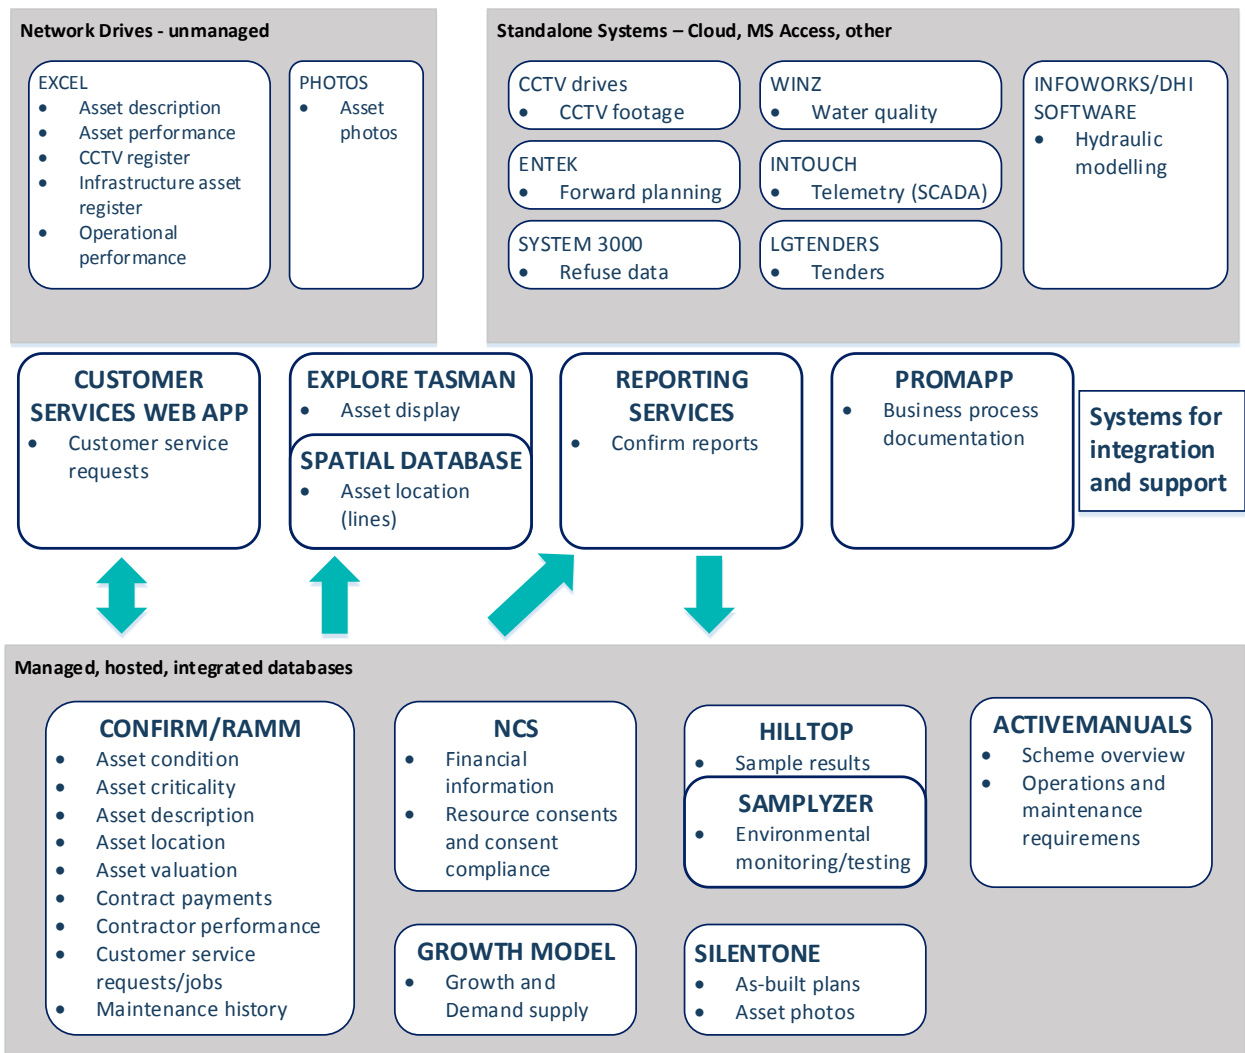 Network Drives - unmanaged
EXCEL
• Asset description
• Asset performance
• CCTV register
• Infrastructure asset
register
• Operational
performance
PHOTOS
• Asset
photos
Standalone Systems – Cloud, MS Access, other
CCTV drives
• CCTV footage
WINZ
• Water quality
INFOWORKS/DHI
SOFTWARE
• Hydraulic
modelling
ENTEK
• Forward planning
INTOUCH
• Telemetry (SCADA)
SYSTEM 3000
• Refuse data
LGTENDERS
• Tenders
CUSTOMER
SERVICES WEB APP
• Customer service
requests
EXPLORE TASMAN
• Asset display
SPATIAL DATABASE
• Asset location
(lines)
REPORTING
SERVICES
• Confirm reports
PROMAPP
• Business process
documentation
Systems for
integration
and support
Managed, hosted, integrated databases
CONFIRM/RAMM
• Asset condition
• Asset criticality
• Asset description
• Asset location
• Asset valuation
• Contract payments
• Contractor performance
• Customer service
requests/jobs
• Maintenance history
NCS
• Financial
information
• Resource consents
and consent
compliance
HILLTOP
• Sample results
SAMPLYZER
• Environmental
monitoring/testing
ACTIVEMANUALS
• Scheme overview
• Operations and
maintenance
requiremens
GROWTH MODEL
• Growth and
Demand supply
SILENTONE
• As-built plans
• Asset photos